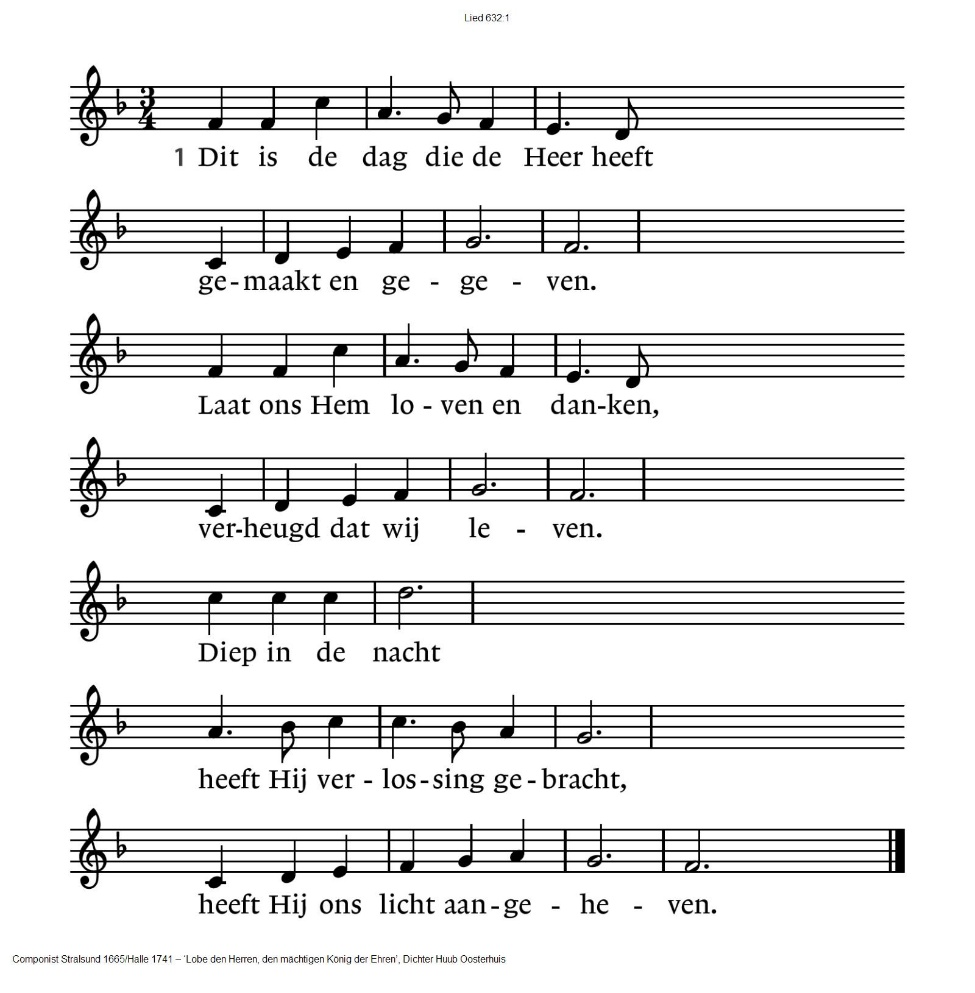 Lied 632:1
3
4
1 Dit is de dag die de Heer heeft
ge - maakt en ge - ge - ven.
Laat ons Hem lo - ven en dan-ken,
ver-heugd dat wij le - ven.
Diep in de nacht
heeft Hij ver - los - sing ge - bracht,
heeft Hij ons licht aan - ge - he - ven.
Componist Stralsund 1665/Halle 1741 – ‘Lobe den Herren, den mächtigen König der Ehren’, Dichter Huub Oosterhuis